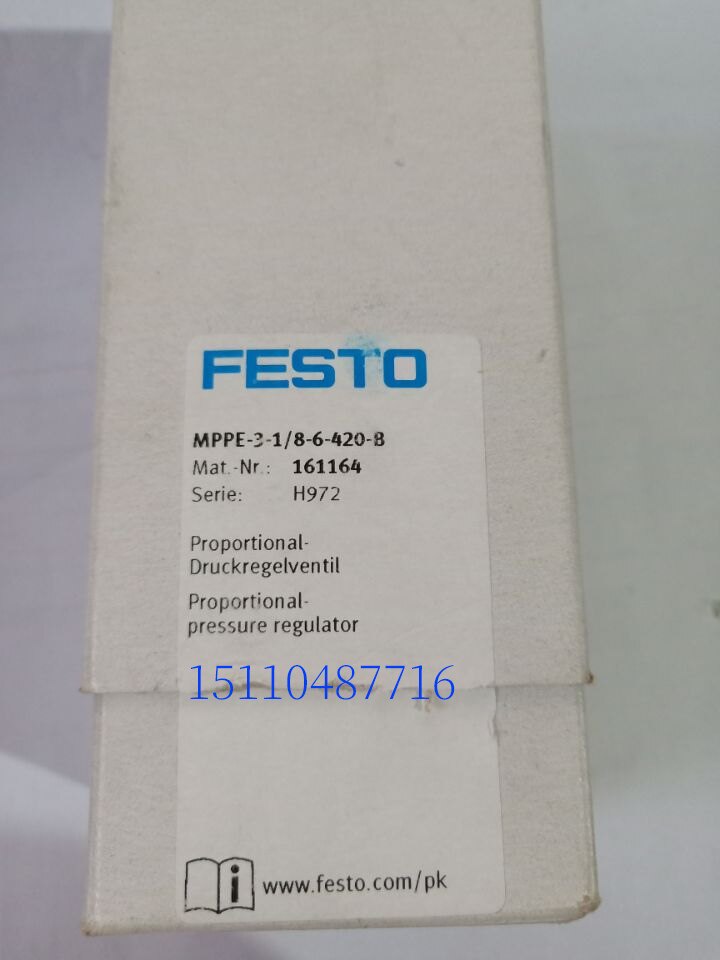 FESTO
MPPE-3-1/8-6-420-B
Mat.-Nr.: 161164
Serie: H972
Proportional-
Druckregelventil
Proportional-
pressure regulator
15110487716
i www.festo.com/pk